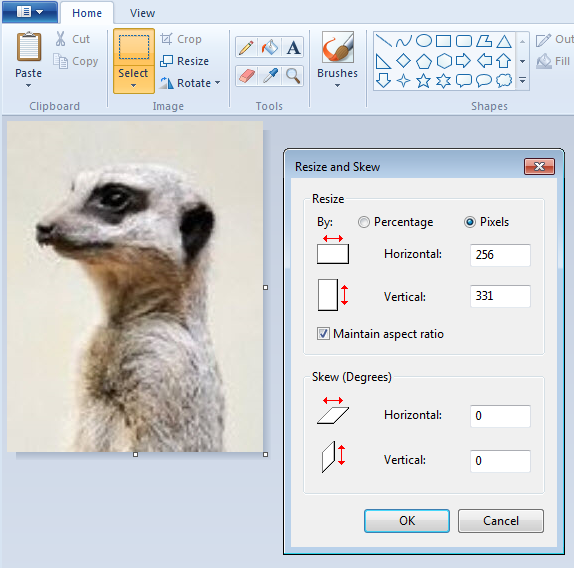 Home View
Cut
Copy
Paste
Clipboard
Select
Crop
Resize
Rotate
Image
A
Tools
Brushes
Out
Fill
Shapes
Resize and Skew
Resize
By: Percentage Pixels
Horizontal: 256
Vertical: 331
Maintain aspect ratio
Skew (Degrees)
Horizontal: 0
Vertical: 0
OK Cancel